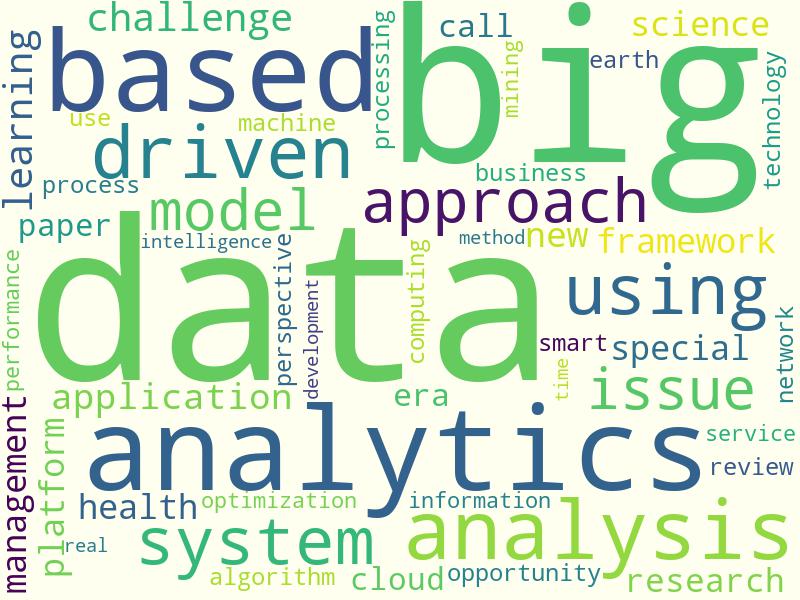 challenge
call
science
based
big
processing
mining
earth
technology
learning
use
machine
driven
business
process
approach
model
paper
intelligence
method
new
framework
data
perspective
development
computing
using
performance
smart
special
network
time
issue
application
era
analytics
service
review
management
platform
health
optimization
information
analysis
system
real
algorithm
cloud
opportunity
research